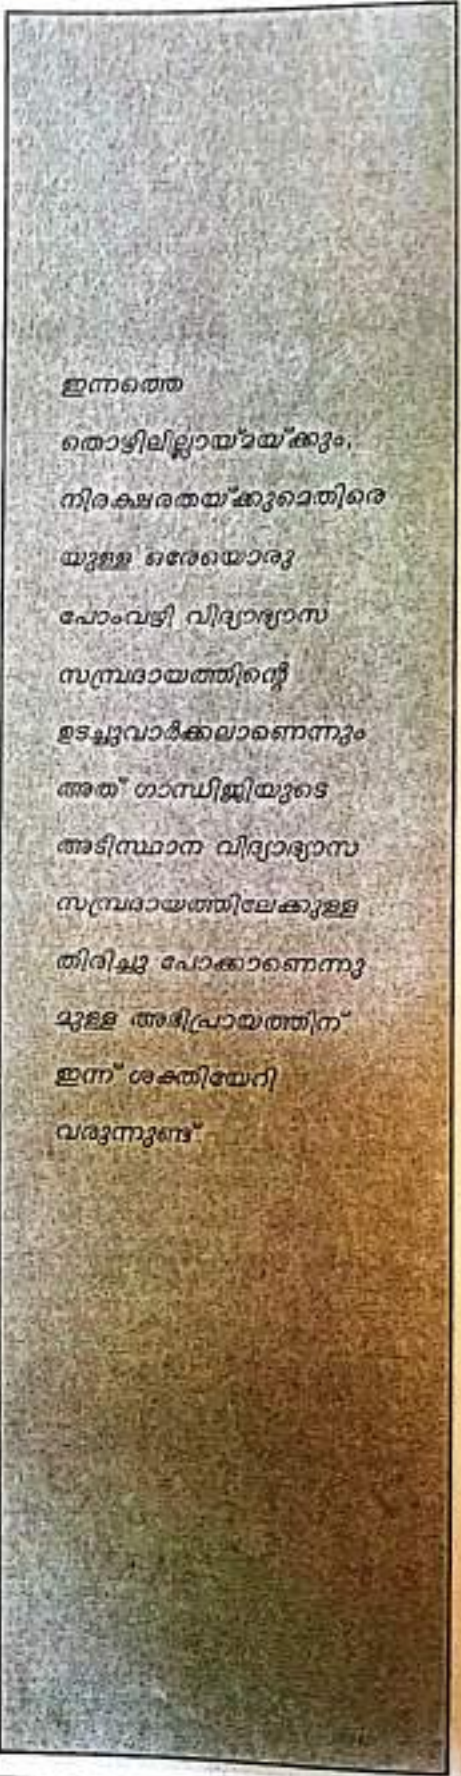 ഇന്നത്തെ
തൊഴിലില്ലായ്മയ്ക്കും,
നിരക്ഷരതയ്ക്കുമെതിരെ
യുള്ള ഒരേയൊരു
പോംവഴി വിദ്യാഭ്യാസ
സമ്പ്രദായത്തിന്റെ
ഉടച്ചുവാർക്കലാണെന്നും
അത് ഗാന്ധിജിയുടെ
അടിസ്ഥാന വിദ്യാഭ്യാസ
സമ്പ്രദായത്തിലേക്കുള്ള
തിരിച്ചു പോക്കാണെന്നു
മുള്ള അഭിപ്രായത്തിന്
ഇന്ന് ശക്തിയേറി
വരുന്നുണ്ട്